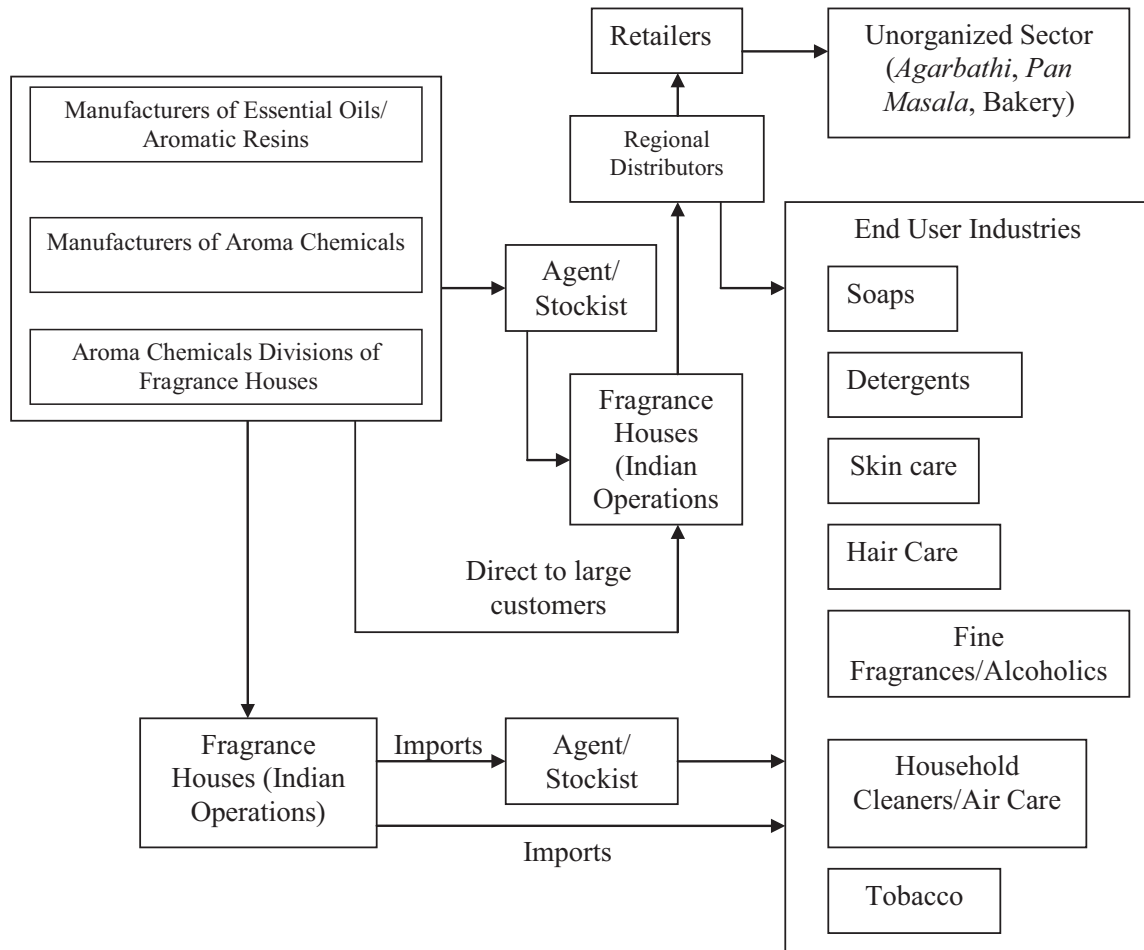 Retailers
Unorganized Sector
(Agarbathi, Pan
Masala, Bakery)
Manufacturers of Essential Oils/
Aromatic Resins
Regional
Distributors
Manufacturers of Aroma Chemicals
Agent/
Stockist
End User Industries
Soaps
Aroma Chemicals Divisions of
Fragrance Houses
Detergents
Fragrance
Houses
(Indian
Operations
Skin care
Hair Care
Direct to large
customers
Fine
Fragrances/Alcoholics
Fragrance
Houses (Indian
Operations)
Imports
Agent/
Stockist
Household
Cleaners/Air Care
Imports
Tobacco